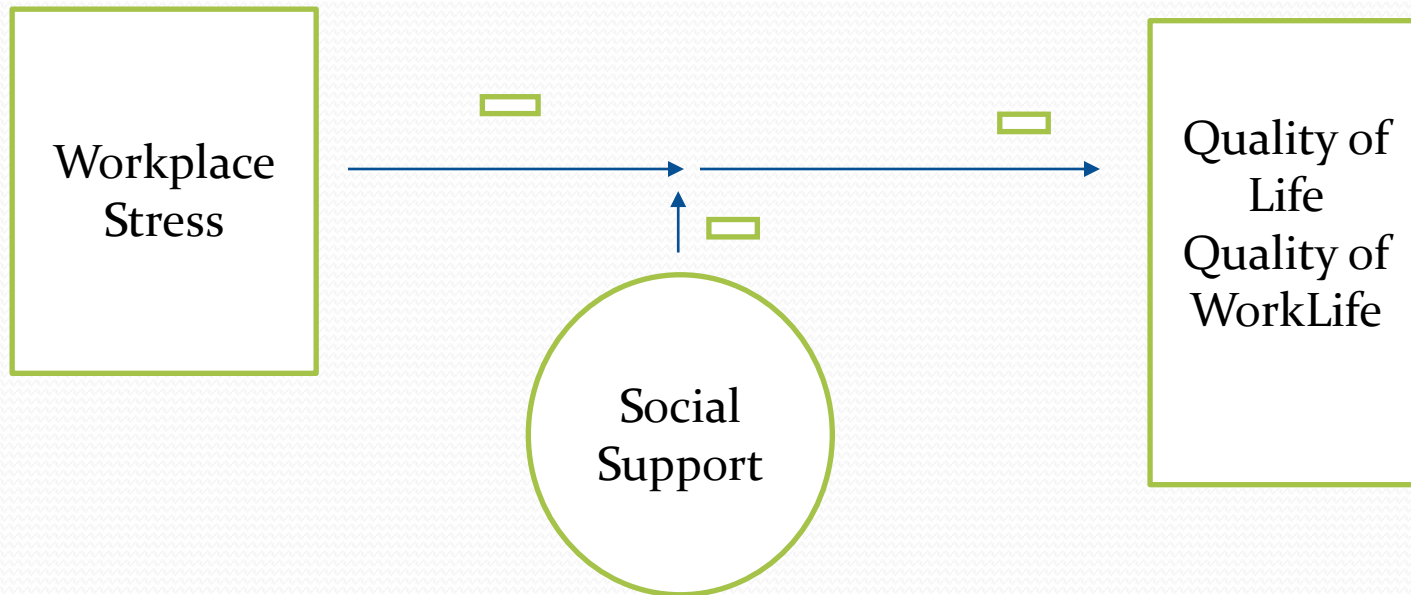 Workplace
Stress
Quality of
Life
Quality of
WorkLife
Social
Support